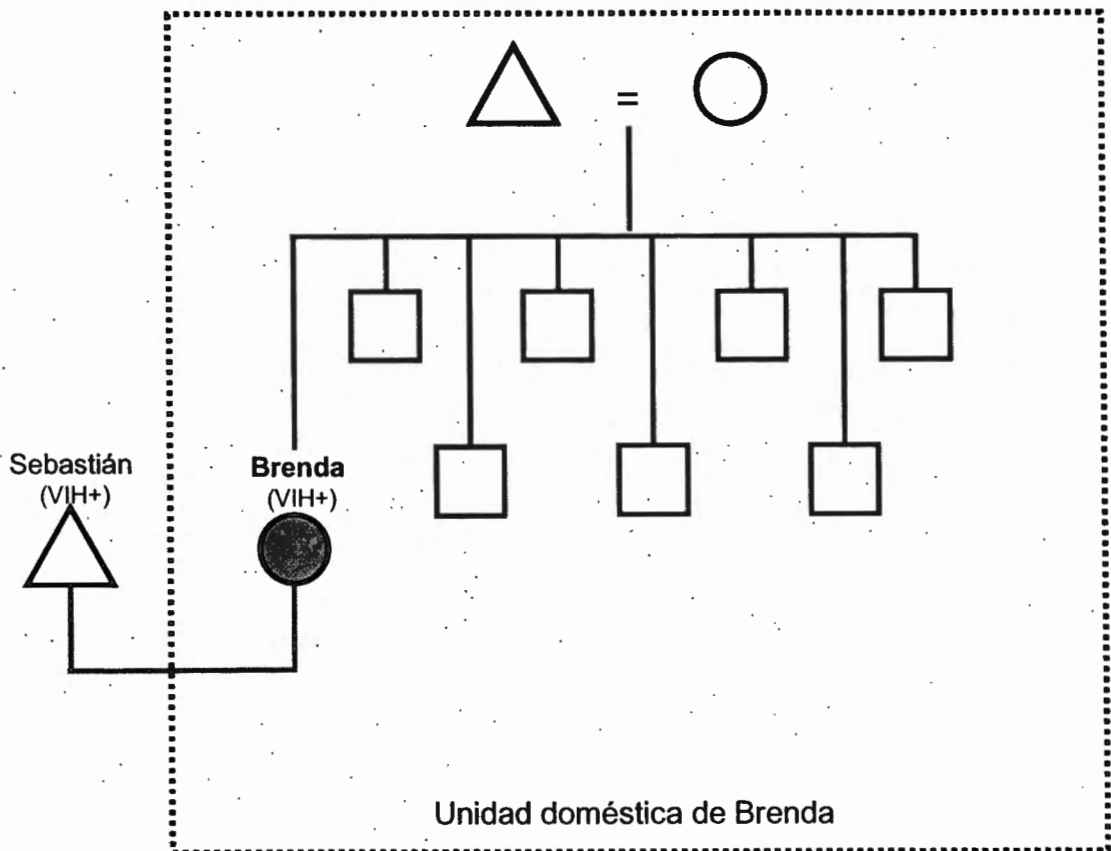 =
Sebastián
(VIH+)
Brenda
(VIH+)
Unidad doméstica de Brenda